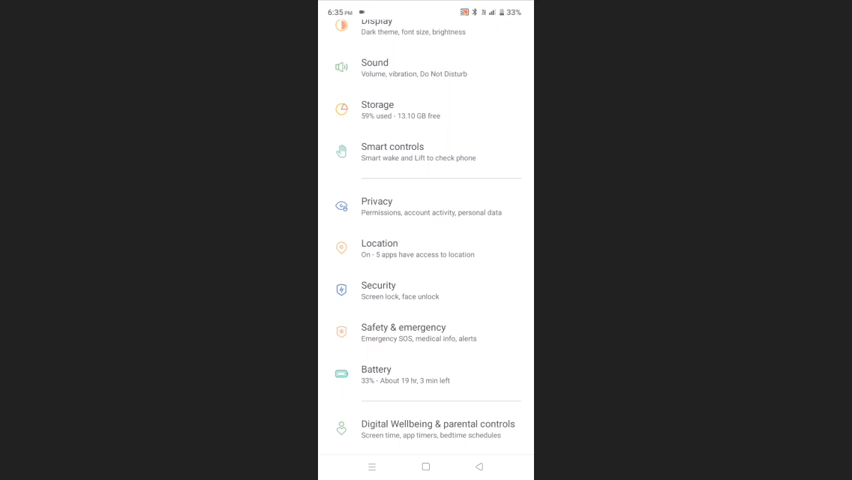 6:35 PM 33%
Display
Dark theme, font size, brightness
Sound
Volume, vibration, Do Not Disturb
Storage
59% used - 13.10 GB free
Smart controls
Smart wake and Lift to check phone
Privacy
Permissions, account activity, personal data
Location
On - 5 apps have access to location
Security
Screen lock, face unlock
Safety & emergency
Emergency SOS, medical info, alerts
Battery
33% - About 19 hr, 3 min left
Digital Wellbeing & parental controls
Screen time, app timers, bedtime schedules